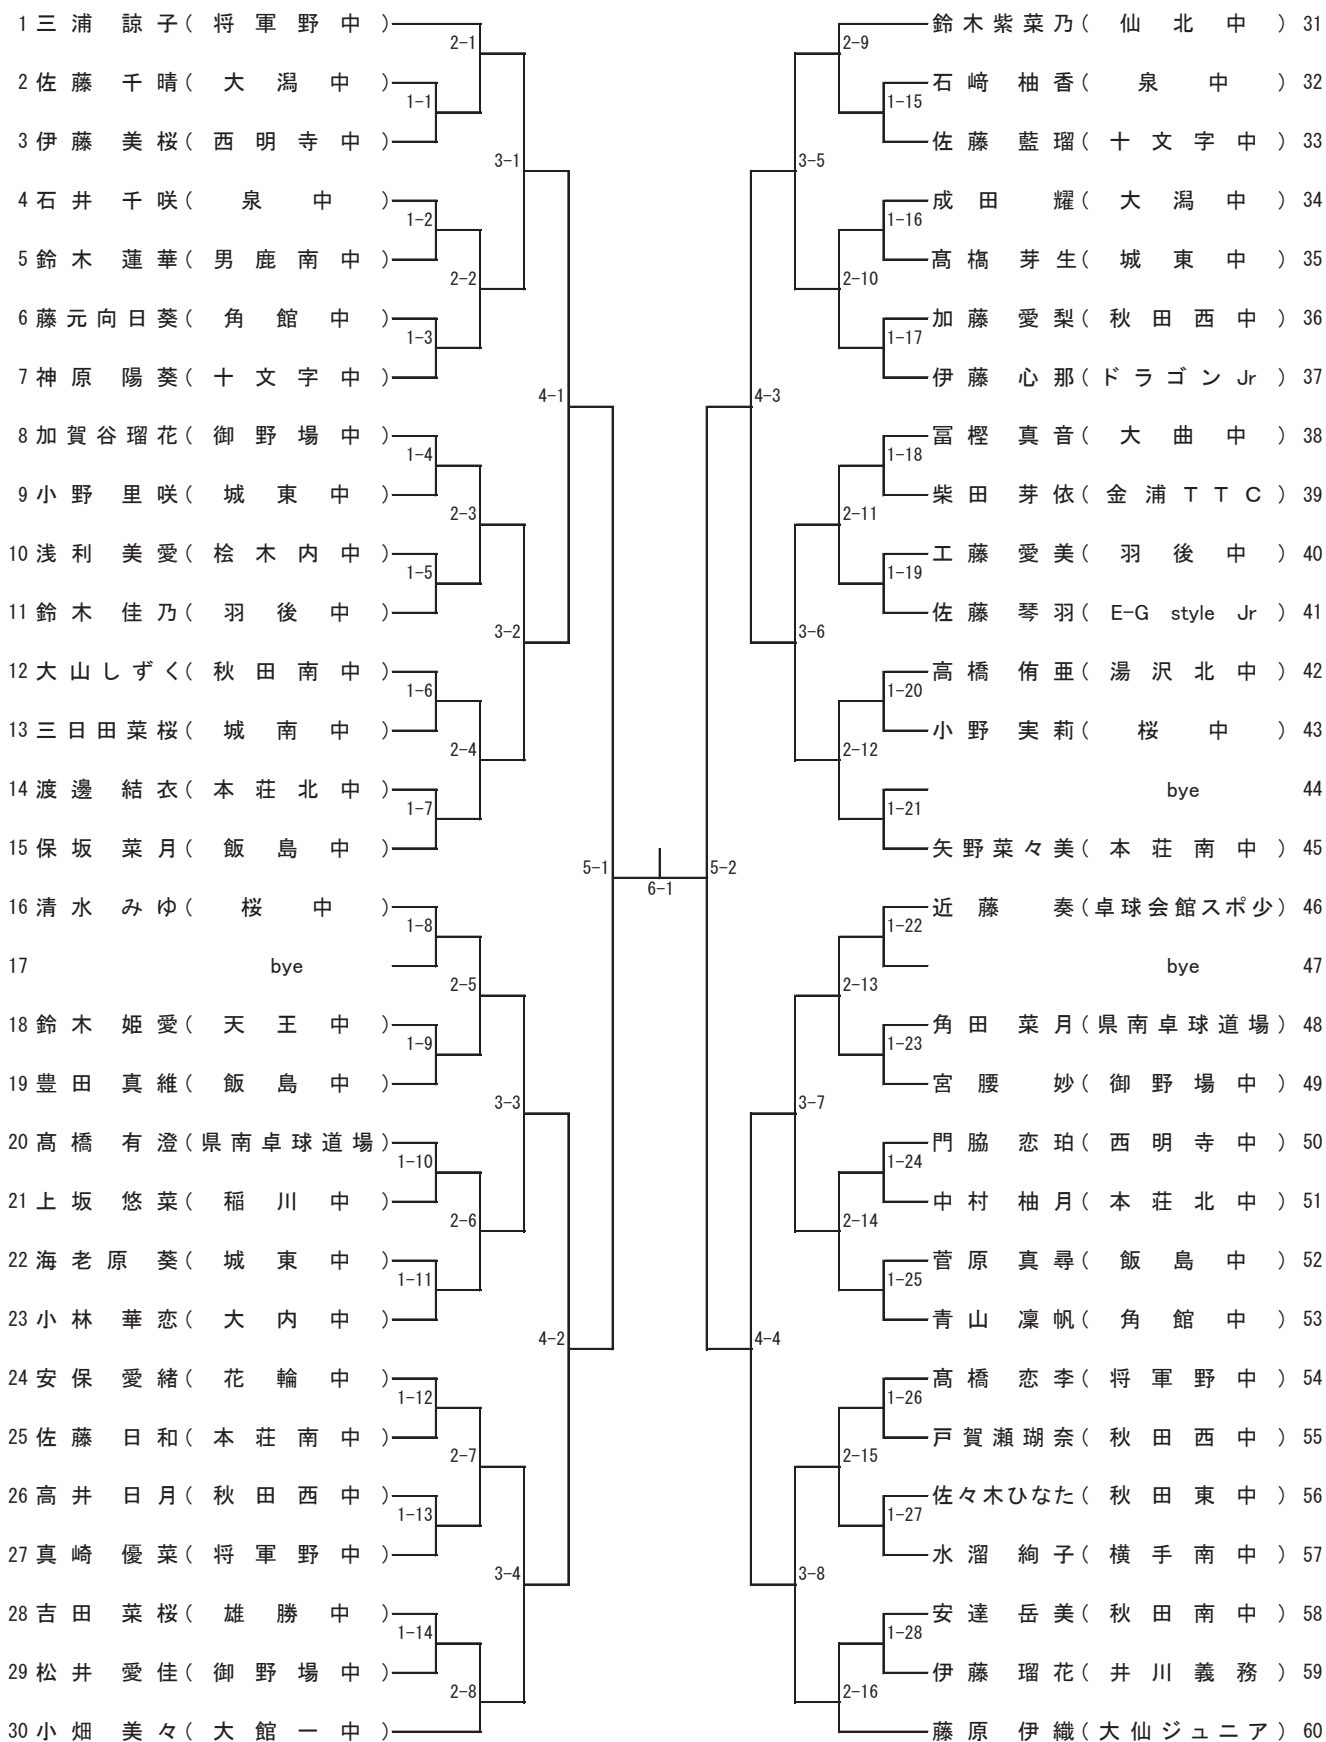 1 三浦 諒子(将軍野中)
2-1
2 佐藤 千晴(大潟中)
1-1
3 伊藤 美桜(西明寺中)
3-1
4 石井 千咲(泉中)
1-2
5 鈴木 蓮華(男鹿南中)
2-2
6 藤元向日葵(角館中)
1-3
7 神原 陽葵(十文字中)
4-1
8 加賀谷瑠花(御野場中)
1-4
9 小野 里咲(城東中)
2-3
10 浅利 美愛(桧木内中)
1-5
11 鈴木 佳乃(羽後中)
3-2
12 大山しずく(秋田南中)
1-6
13 三日田菜桜(城南中)
2-4
14 渡邊 結衣(本荘北中)
1-7
15 保坂 菜月(飯島中)
5-1
16 清水 みゆ(桜中)
1-8
17 bye
2-5
18 鈴木 姫愛(天王中)
1-9
19 豊田 真維(飯島中)
3-3
20 髙橋 有澄(県南卓球道場)
1-10
21 上坂 悠菜(稲川中)
2-6
22 海老原 葵(城東中)
1-11
23 小林 華恋(大内中)
4-2
24 安保 愛緒(花輪中)
1-12
25 佐藤 日和(本荘南中)
2-7
26 高井 日月(秋田西中)
1-13
27 真崎 優菜(将軍野中)
3-4
28 吉田 菜桜(雄勝中)
1-14
29 松井 愛佳(御野場中)
2-8
30 小畑 美々(大館一中)
6-1
鈴木紫菜乃(仙北中) 31
2-9
石﨑 柚香(泉中) 32
1-15
佐藤 藍瑠(十文字中) 33
3-5
成田 耀(大潟中) 34
1-16
髙槗 芽生(城東中) 35
2-10
加藤 愛梨(秋田西中) 36
1-17
伊藤 心那(ドラゴンJr) 37
4-3
冨樫 真音(大曲中) 38
1-18
柴田 芽依(金浦TTC) 39
2-11
工藤 愛美(羽後中) 40
1-19
佐藤 琴羽(E-G style Jr) 41
3-6
高橋 侑亜(湯沢北中) 42
1-20
小野 実莉(桜中) 43
2-12
bye 44
1-21
矢野菜々美(本荘南中) 45
5-2
近藤 奏(卓球会館スポ少) 46
1-22
bye 47
2-13
角田 菜月(県南卓球道場) 48
1-23
宮腰 妙(御野場中) 49
3-7
門脇 恋珀(西明寺中) 50
1-24
中村 柚月(本荘北中) 51
2-14
菅原 真尋(飯島中) 52
1-25
青山 凜帆(角館中) 53
4-4
髙橋 恋李(将軍野中) 54
1-26
戸賀瀬瑚奈(秋田西中) 55
2-15
佐々木ひなた(秋田東中) 56
1-27
水溜 絢子(横手南中) 57
3-8
安達 岳美(秋田南中) 58
1-28
伊藤 瑠花(井川義務) 59
2-16
藤原 伊織(大仙ジュニア) 60